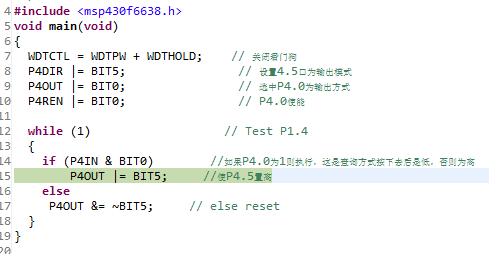 4 #include <msp430f6638.h>
5 void main(void)
6 {
7 WDTCTL = WDTPW + WDTHOLD; // 关闭看门狗
8 P4DIR |= BIT5; // 设置4.5口为输出模式
9 P4OUT |= BIT0; // 选中P4.0为输出方式
10 P4REN |= BIT0; // P4.0使能
11
12 while (1) // Test P1.4
13 {
14 if (P4IN & BIT0) //如果P4.0为1则执行，这是查询方式按下去后是低，否则为高
15 P4OUT |= BIT5; //使P4.5置高
16 else
17 P4OUT &= ~BIT5; // else reset
18 }
19 }
20